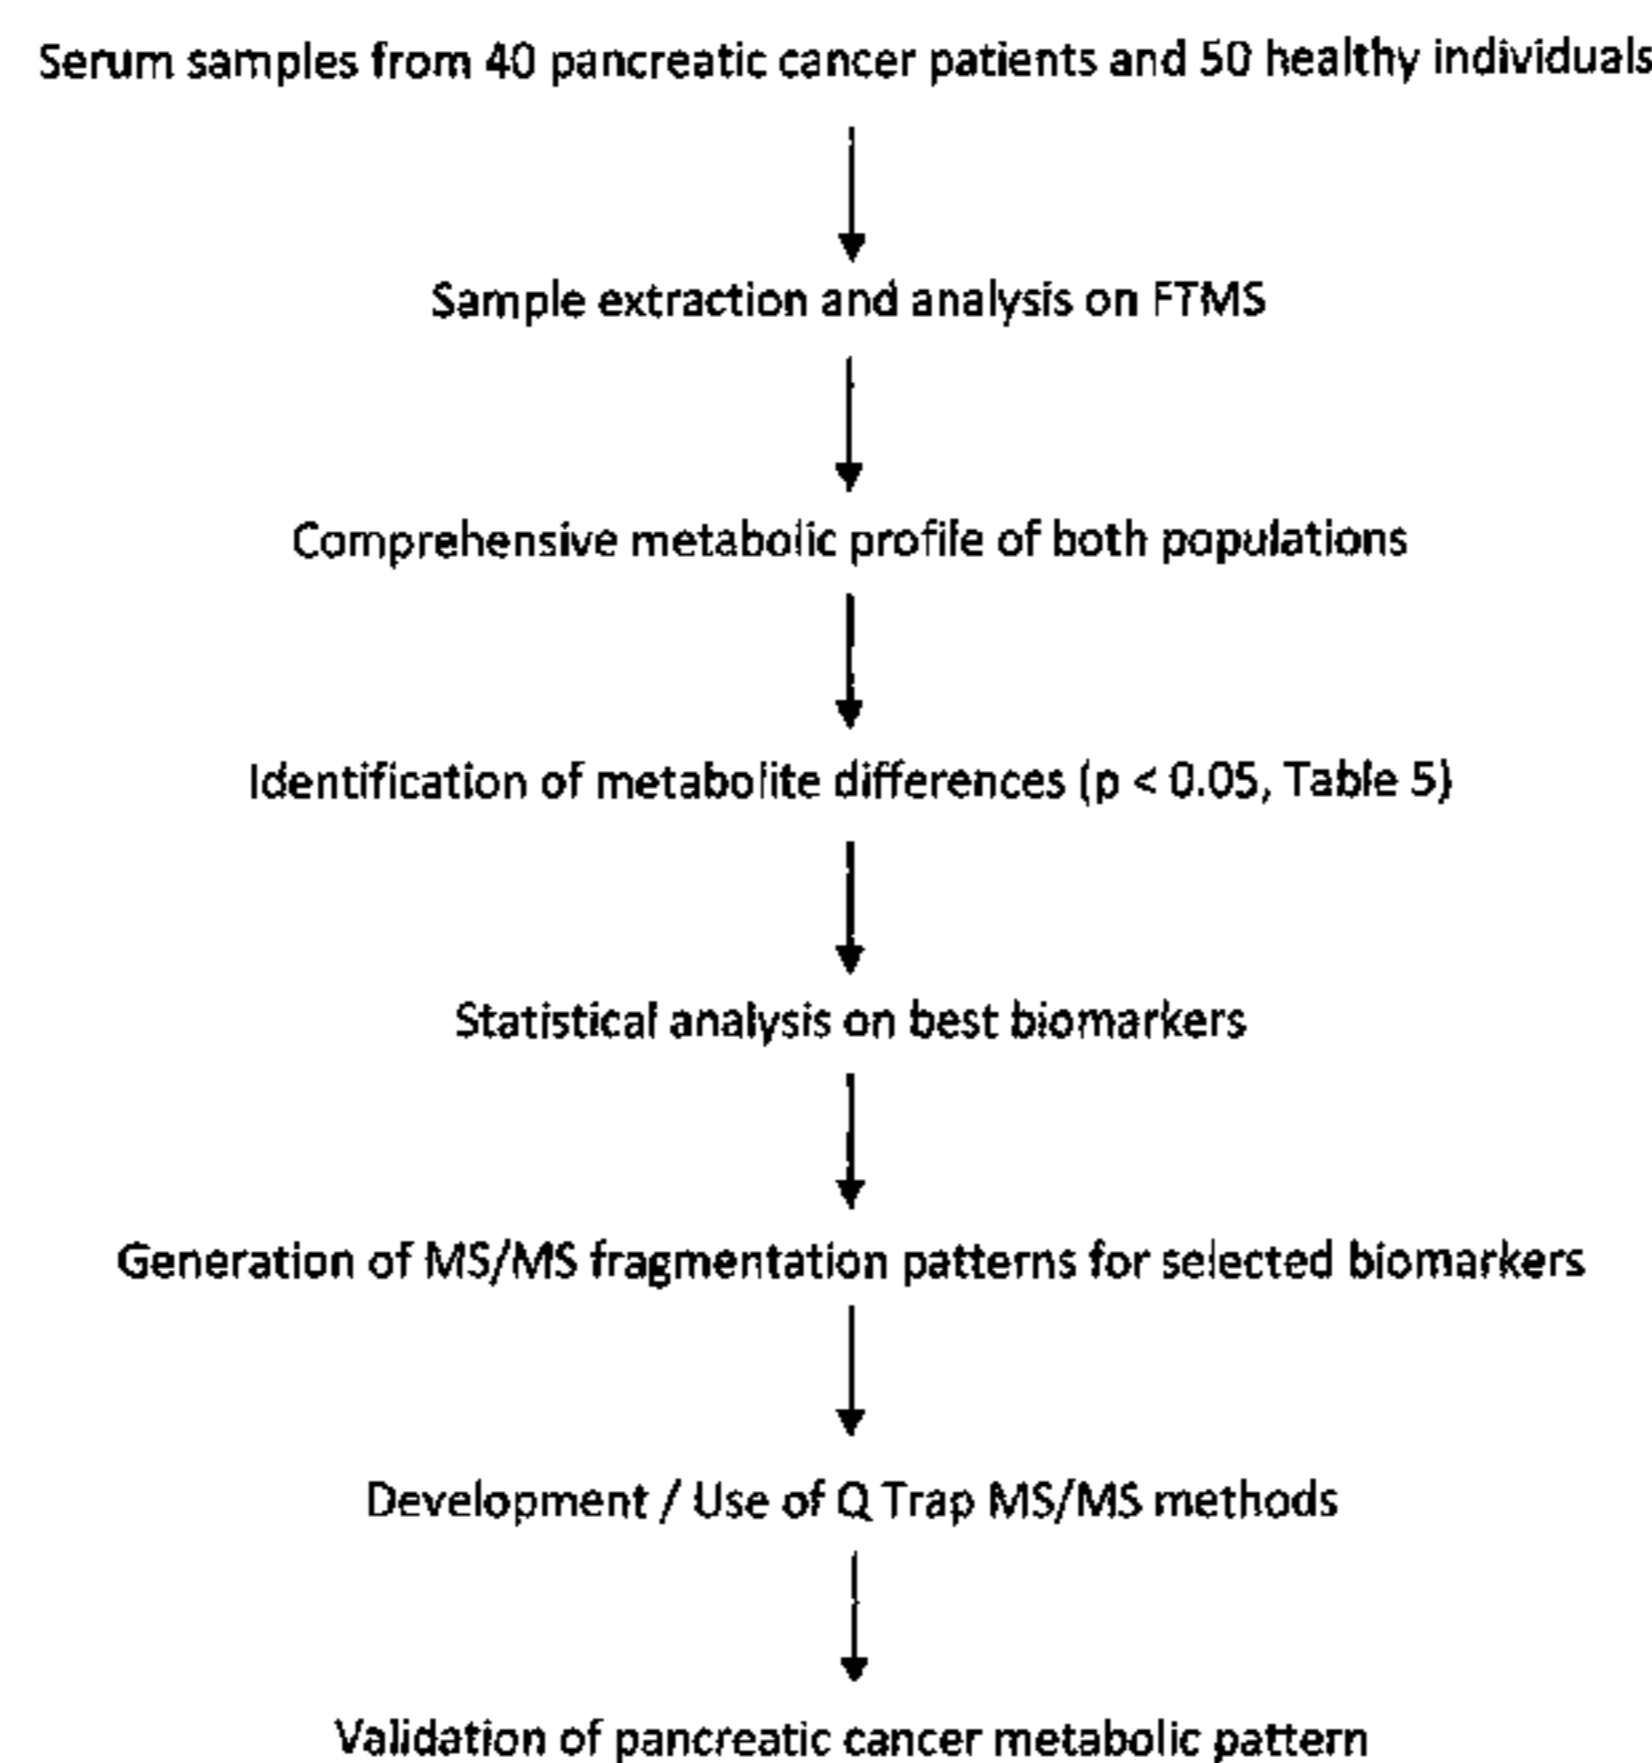 Serum samples from 40 pancreatic cancer patients and 50 healthy individuals
Sample extraction and analysis on FTMS
Comprehensive metabolic profile of both populations
Identification of metabolite differences (p < 0.05, Table 5)
Statistical analysis on best biomarkers
Generation of MS/MS fragmentation patterns for selected biomarkers
Development / Use of Q Trap MS/MS methods
Validation of pancreatic cancer metabolic pattern